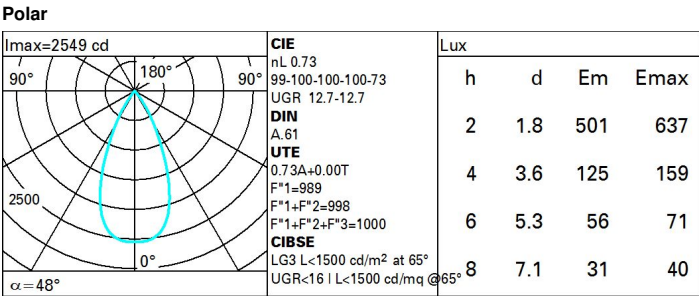 Polar
Imax=2549 cd
90° 180° 90°
2500
0°
α=48°
CIE
nL 0.73
99-100-100-100-73
UGR 12.7-12.7
DIN
A.61
UTE
0.73A+0.00T
F"1=989
F"1+F"2=998
F"1+F"2+F"3=1000
CIBSE
LG3 L<1500 cd/m² at 65°
UGR<16 | L<1500 cd/mq @65°
Lux
h d Em Emax
2 1.8 501 637
4 3.6 125 159
6 5.3 56 71
8 7.1 31 40